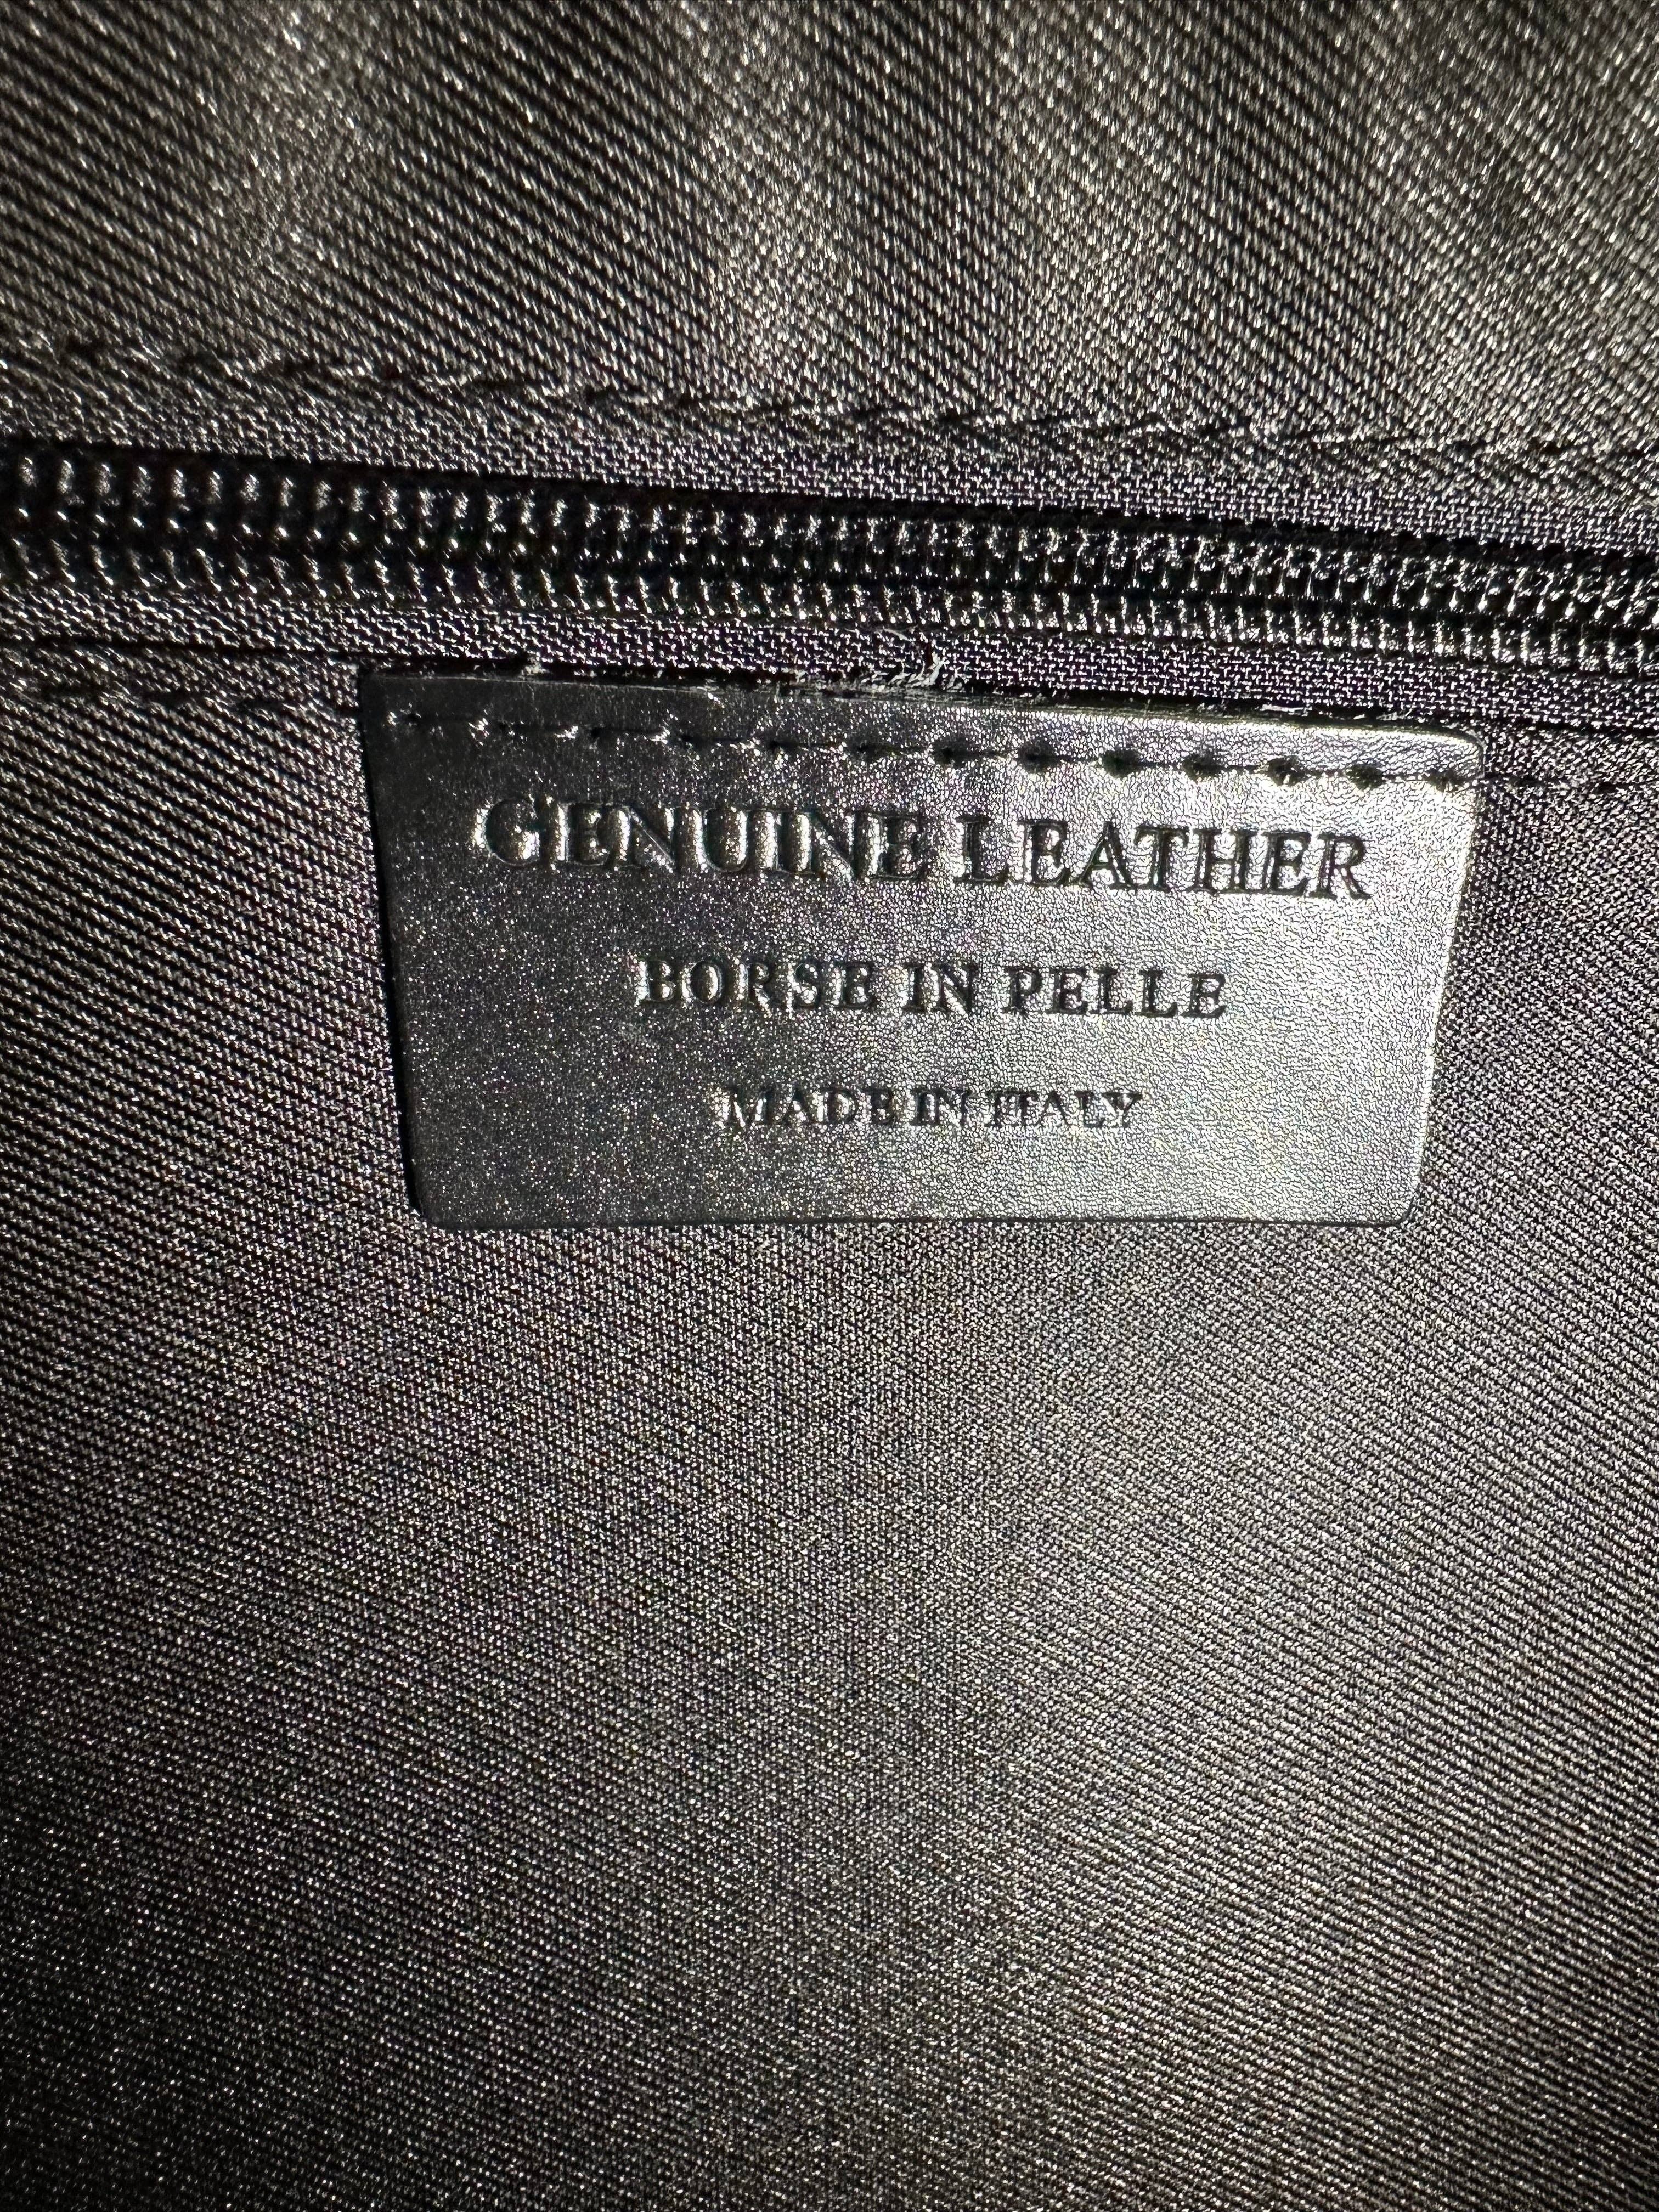 GENUINE LEATHER
BORSE IN PELLE
MADE IN ITALY